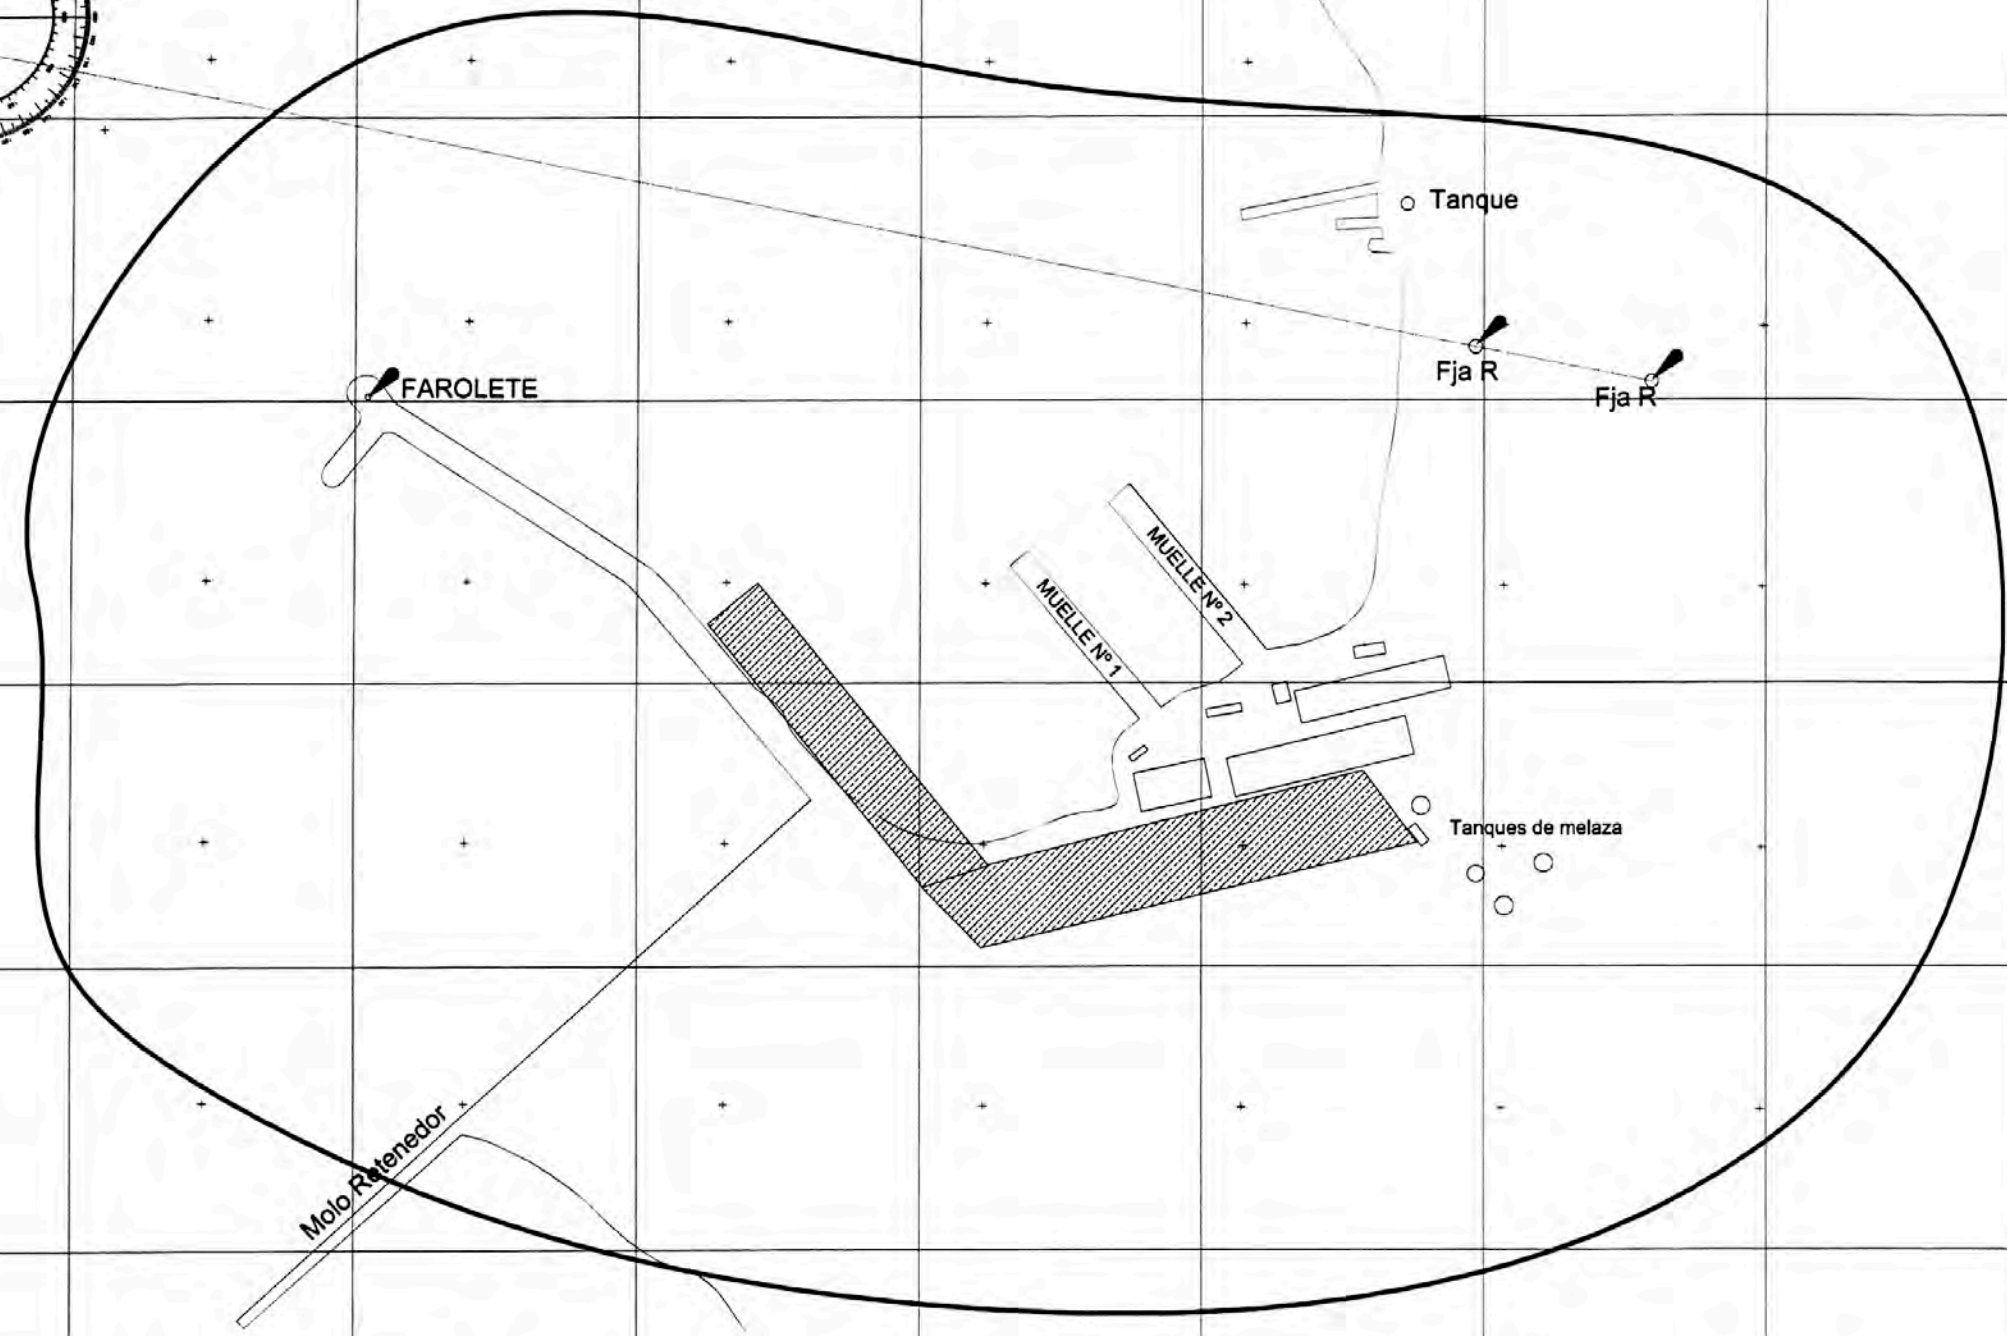 Tanque
Fja R
Fja R
FAROLETE
MUELLE Nº 2
MUELLE Nº 1
Tanques de melaza
Molo Retenedor